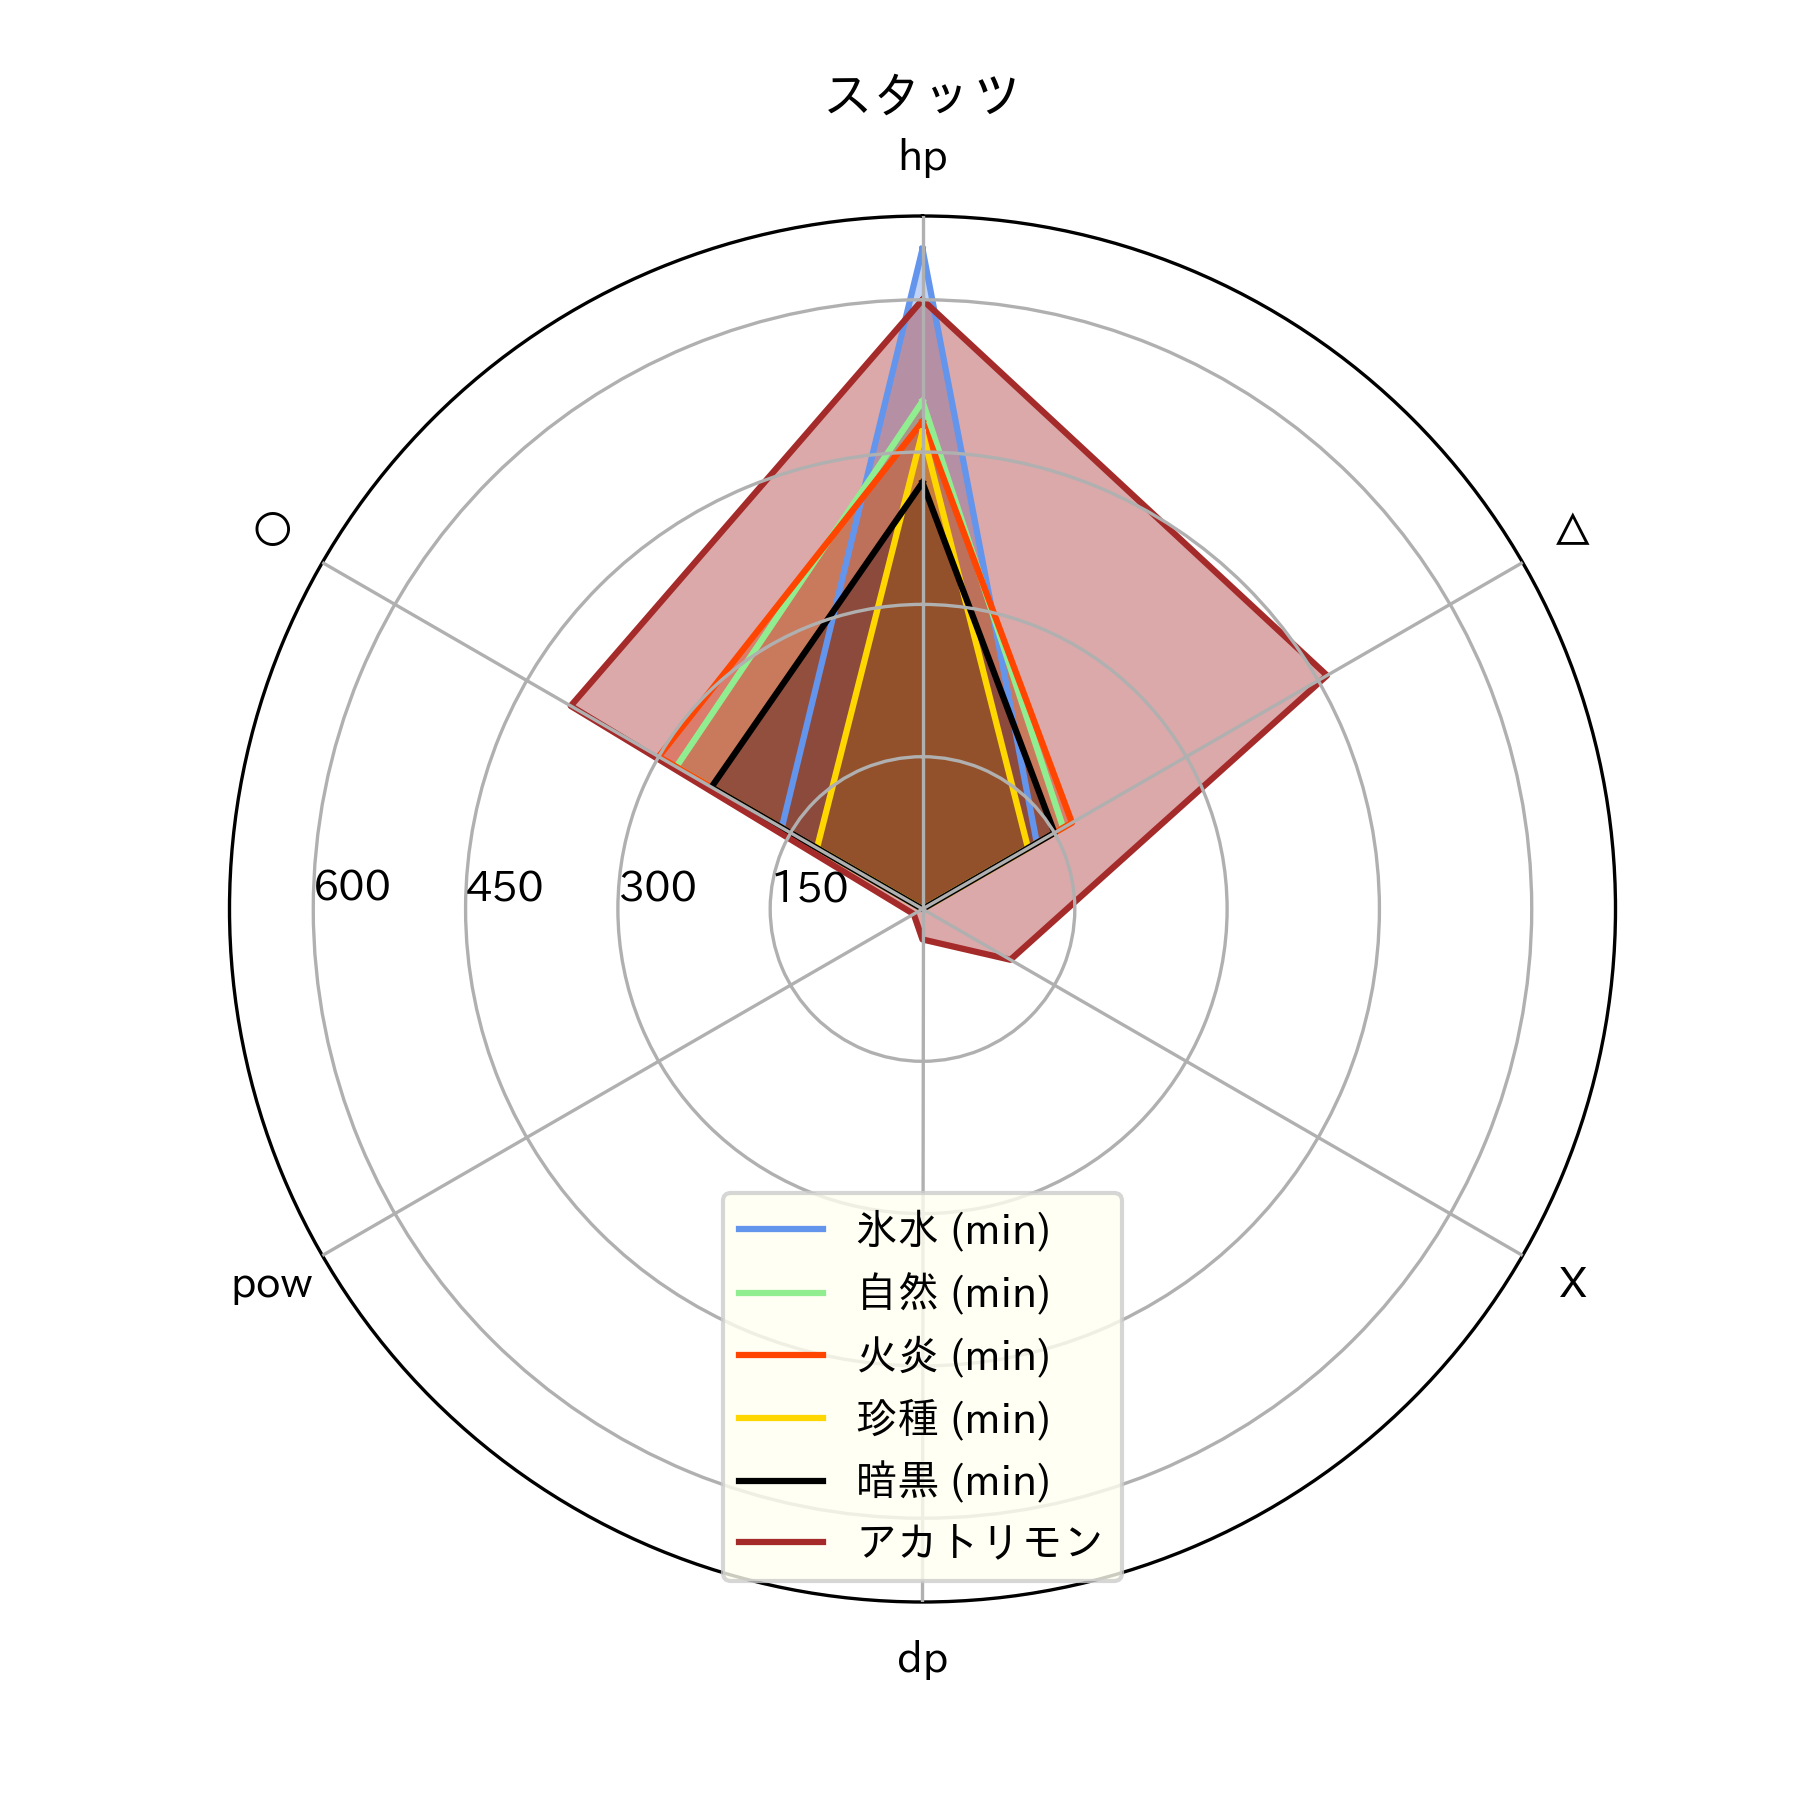 スタッツ
hp
○
△
600
450
300
150
pow
X
dp
氷水 (min)
自然 (min)
火炎 (min)
珍種 (min)
暗黒 (min)
アカトリモン